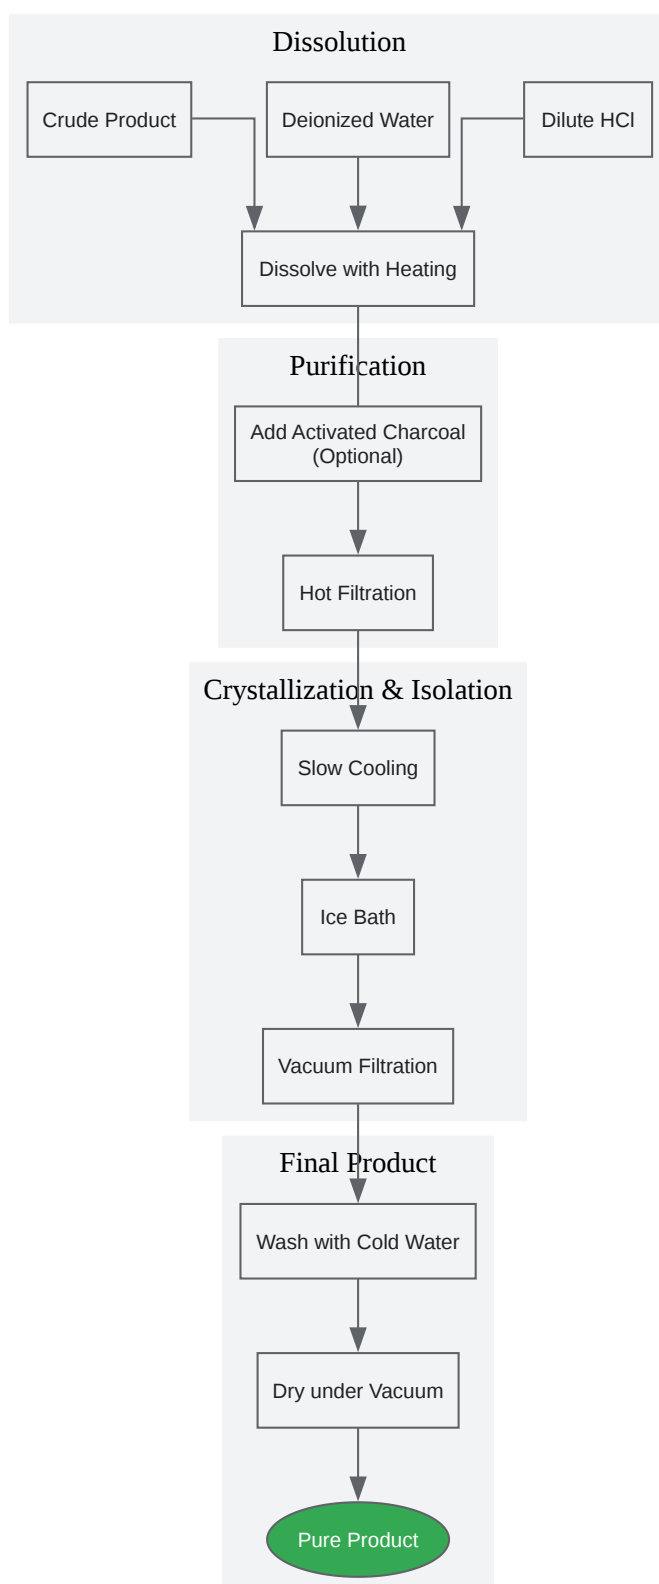 Dissolution
Crude Product
Deionized Water
Dilute HCl
Dissolve with Heating
Purification
Add Activated Charcoal
(Optional)
Hot Filtration
Crystallization & Isolation
Slow Cooling
Ice Bath
Vacuum Filtration
Final Product
Wash with Cold Water
Dry under Vacuum
Pure Product